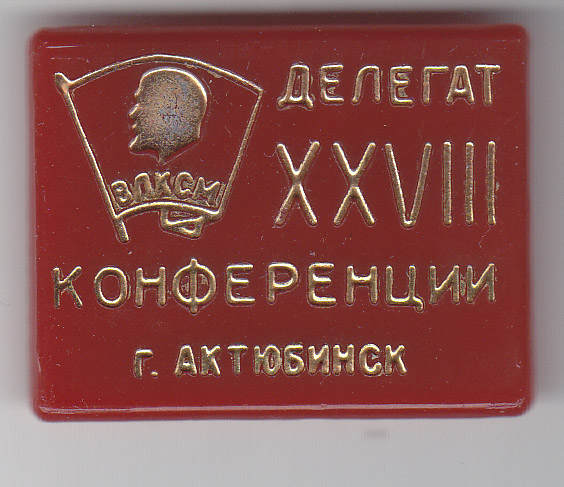 ВЛКСМ
ДЕЛЕГАТ
XXVIII
КОНФЕРЕНЦИИ
г. АКТЮБИНСК